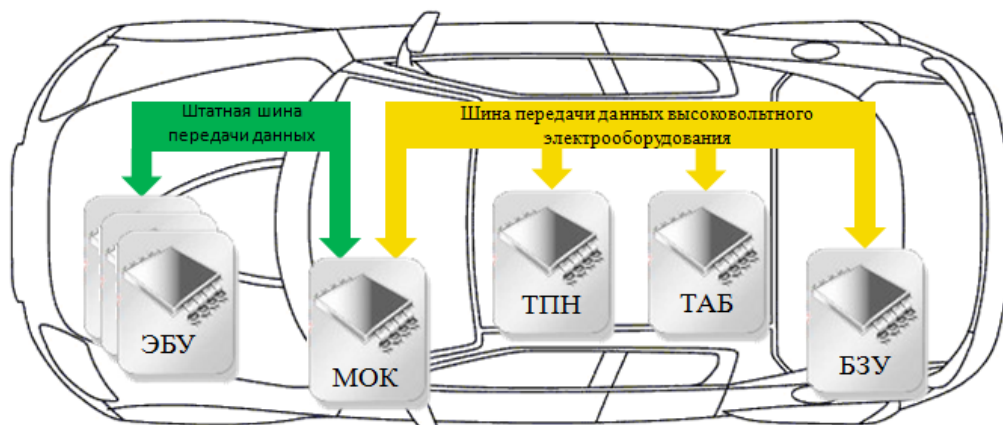 Штатная шина
передачи данных
Шина передачи данных высоковольтного
электрооборудования
ЭБУ
МОК
ТПН
ТАБ
БЗУ